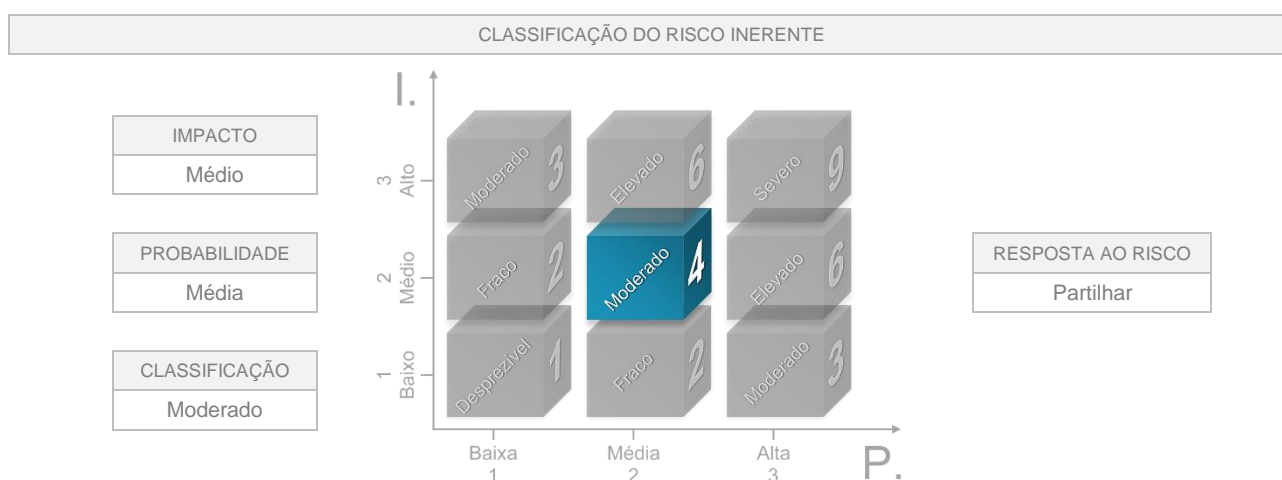 CLASSIFICAÇÃO DO RISCO INERENTE
IMPACTO
Médio
PROBABILIDADE
Média
CLASSIFICAÇÃO
Moderado
I.
3
Alto
2
Médio
1
Baixo
Moderado 3
Elevado 6
Severo 9
Fraco 2
Moderado 4
Elevado 6
Desprezível 1
Fraco 2
Moderado 3
Baixa
1
Média
2
Alta
3
P.
RESPOSTA AO RISCO
Partilhar